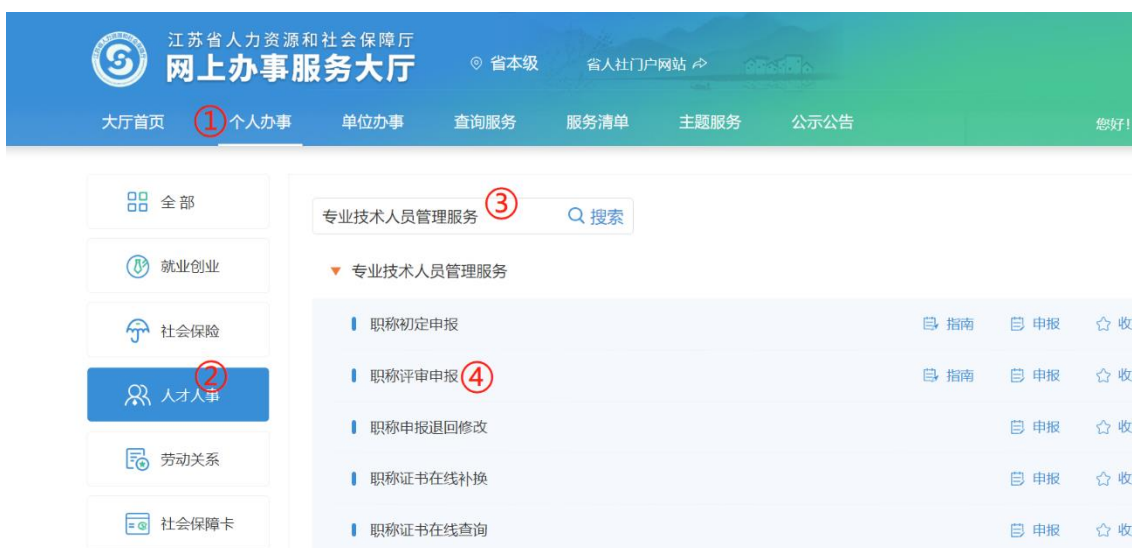 江苏省人力资源和社会保障厅
网上办事服务大厅
省本级
省人社门户网站
大厅首页 ① 个人办事 单位办事 查询服务 服务清单 主题服务 公示公告 您好!
全部
就业创业
社会保险
② 人才人事
劳动关系
社会保障卡
专业技术人员管理服务 ③ 搜索
专业技术人员管理服务
职称初定申报 指南 申报 收
职称评审申报 ④ 指南 申报 收
职称申报退回修改 申报 收
职称证书在线补换 申报 收
职称证书在线查询 申报 收